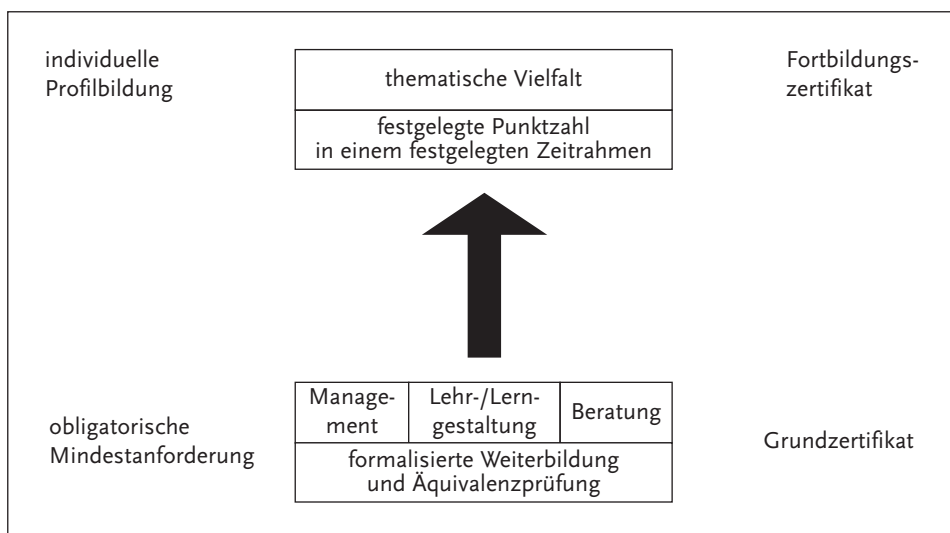 individuelle
Profilbildung
thematische Vielfalt
festgelegte Punktzahl
in einem festgelegten Zeitrahmen
Fortbildungs-
zertifikat
obligatorische
Mindestanforderung
Manage-
ment
Lehr-/Lern-
gestaltung
Beratung
formalisierte Weiterbildung
und Äquivalenzprüfung
Grundzertifikat